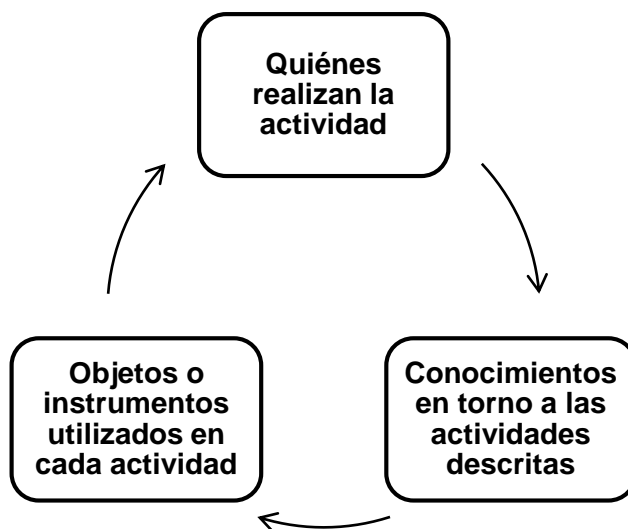 Quiénes
realizan la
actividad
Objetos o
instrumentos
utilizados en
cada actividad
Conocimientos
en torno a las
actividades
descritas